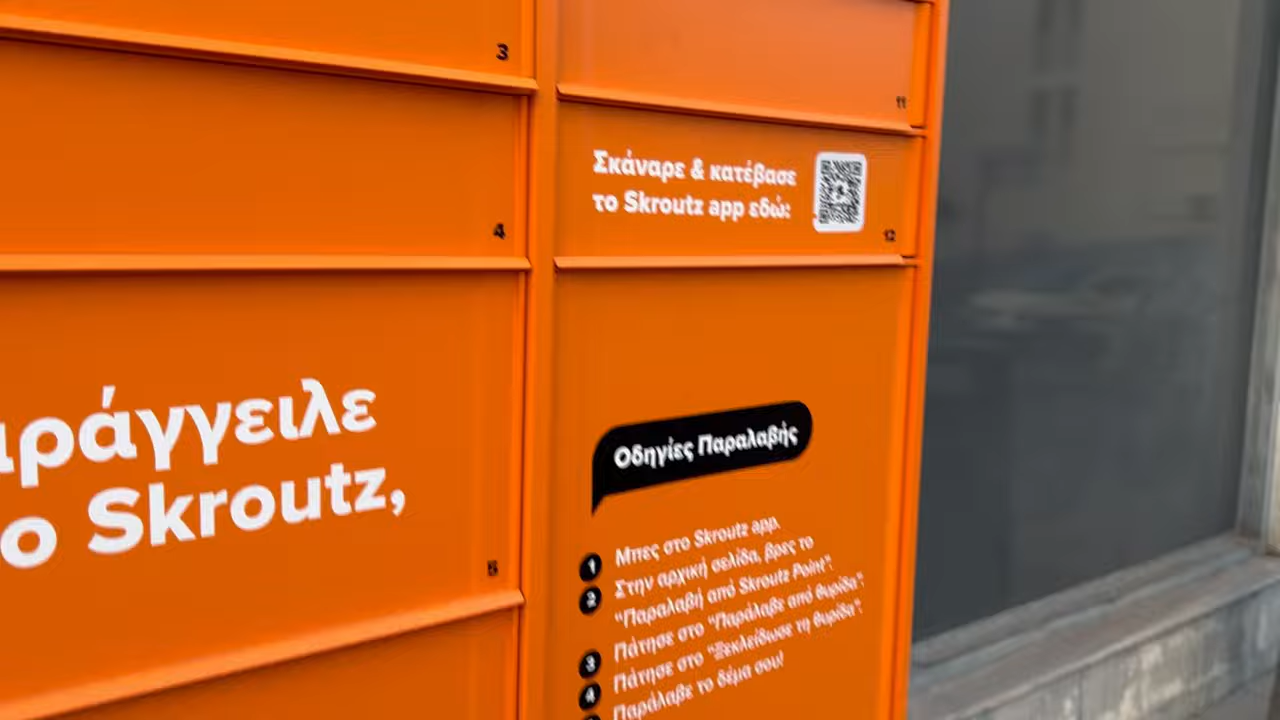 3
4
αράγγειλε
ο Skroutz,
5
11
Σκάναρε & κατέβασε
το Skroutz app εδώ:
12
Οδηγίες Παραλαβής
1 Μπες στο Skroutz app.
2 Στην αρχική σελίδα, βρες το
"Παραλαβή από Skroutz Point".
3 Πάτησε στο "Παράλαβε από θυρίδα".
4 Πάτησε στο "Ξεκλείδωσε τη θυρίδα".
Παράλαβε το δέμα σου!